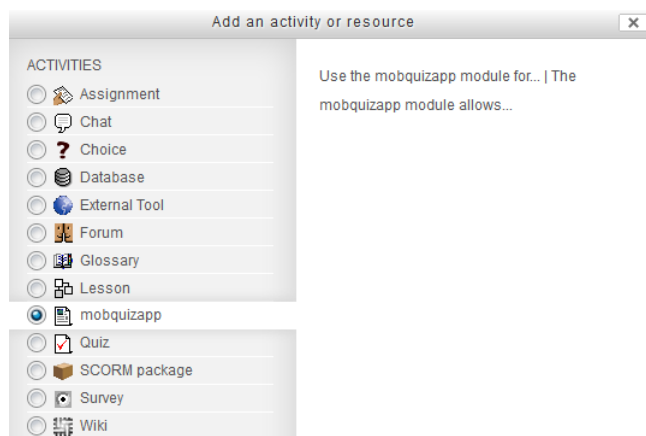 Add an activity or resource
ACTIVITIES
Assignment
Chat
Choice
Database
External Tool
Forum
Glossary
Lesson
mobquizapp
Quiz
SCORM package
Survey
Wiki
Use the mobquizapp module for... | The
mobquizapp module allows...